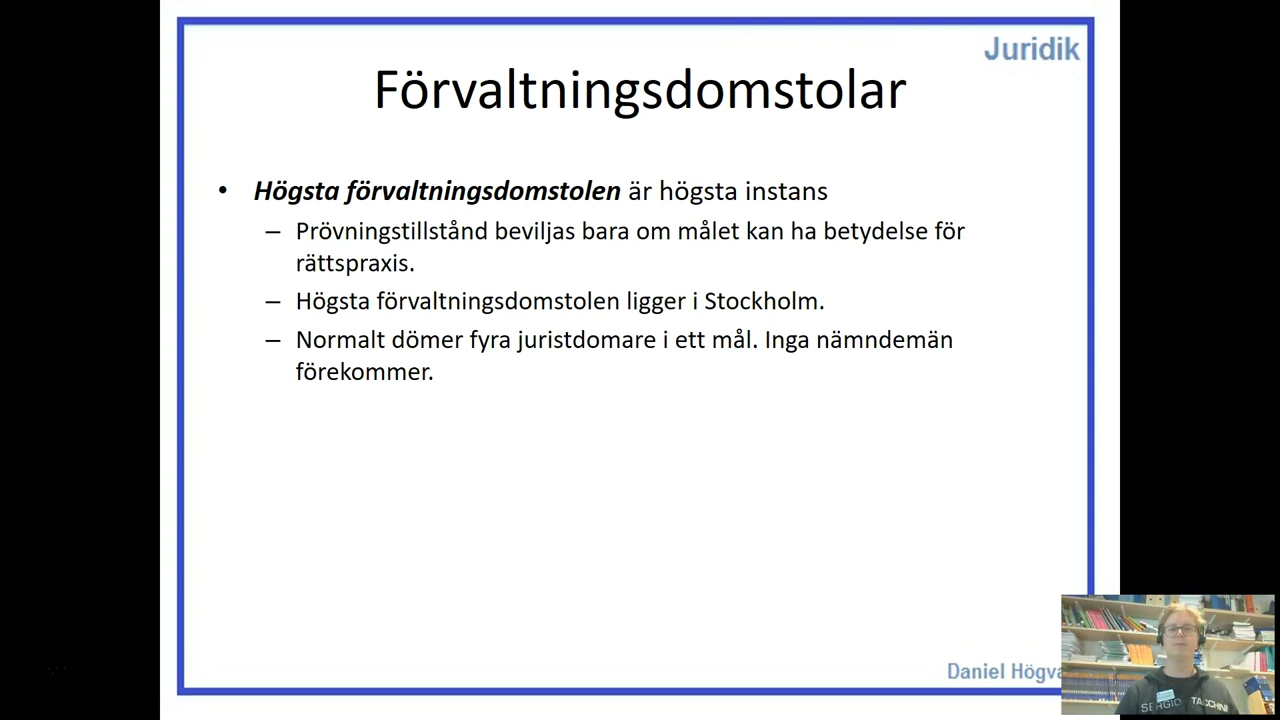 Juridik
Förvaltningsdomstolar
• Högsta förvaltningsdomstolen är högsta instans
– Prövningstillstånd beviljas bara om målet kan ha betydelse för
rättspraxis.
– Högsta förvaltningsdomstolen ligger i Stockholm.
– Normalt dömer fyra juristdomare i ett mål. Inga nämndemän
förekommer.
Daniel
TACCHINI